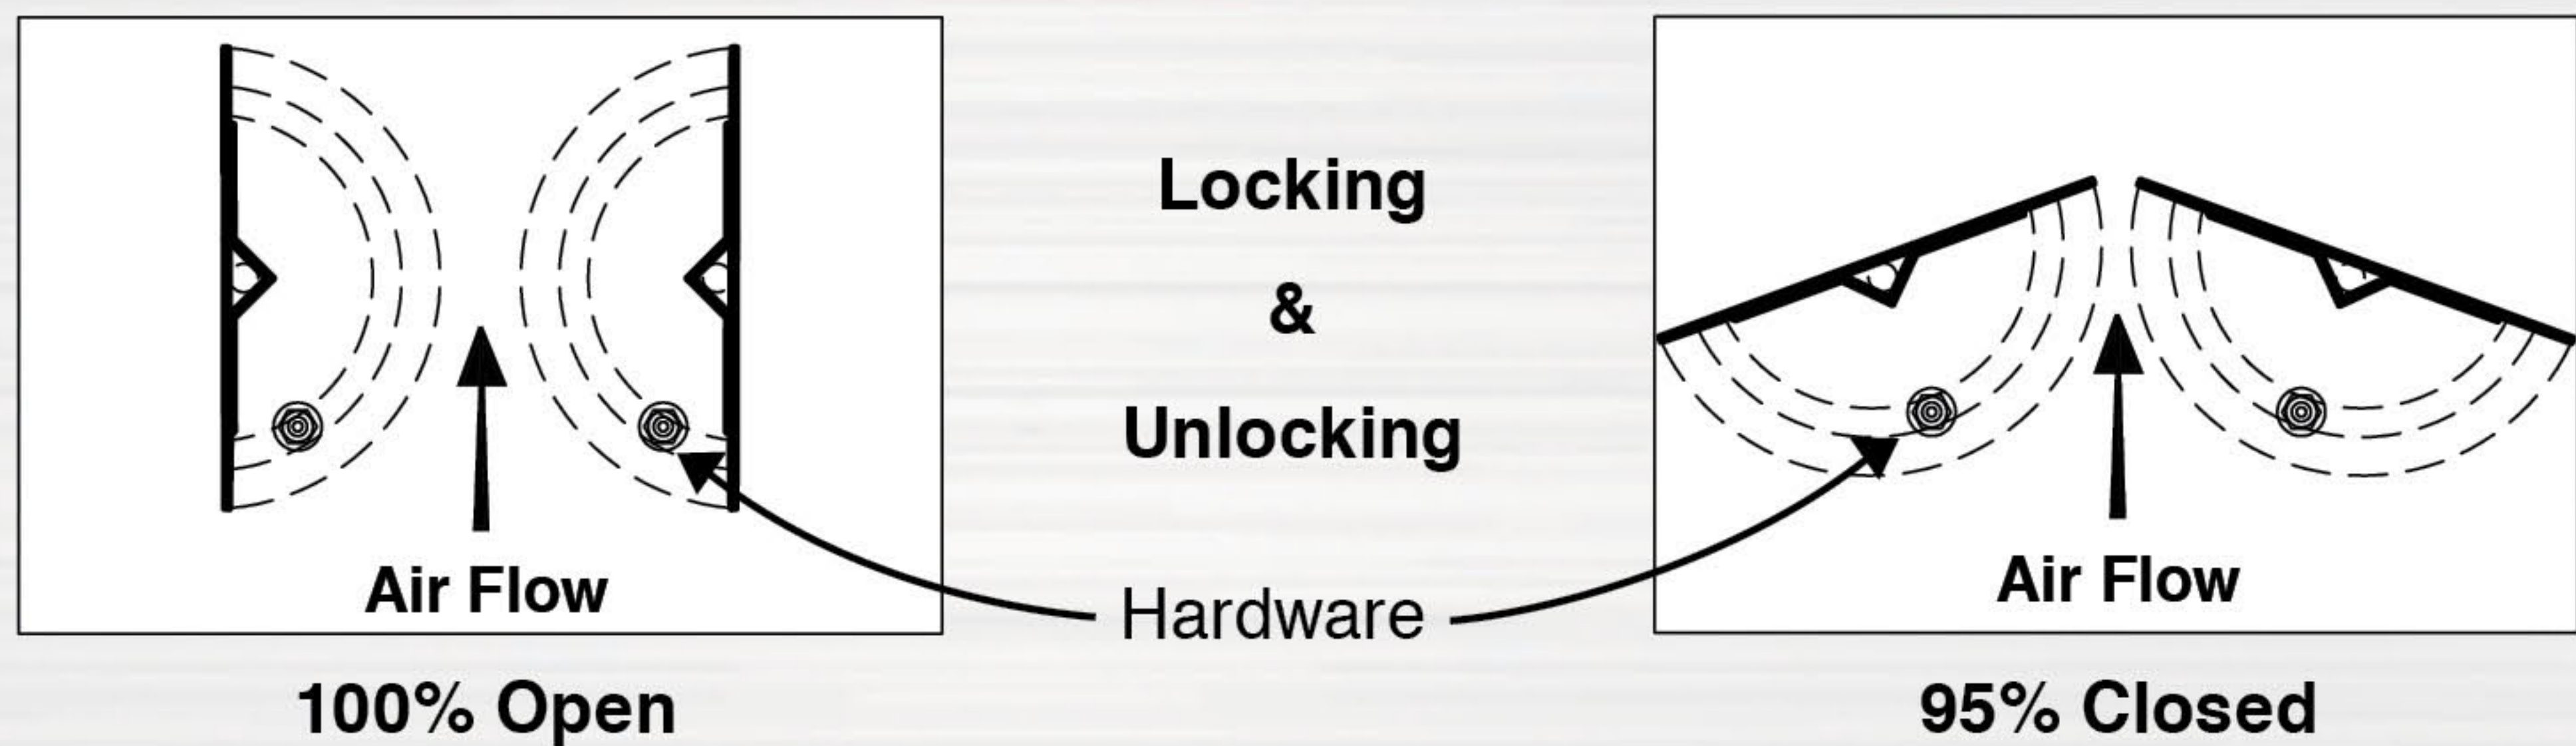 Locking
&
Unlocking
Air Flow
Air Flow
Hardware
100% Open
95% Closed